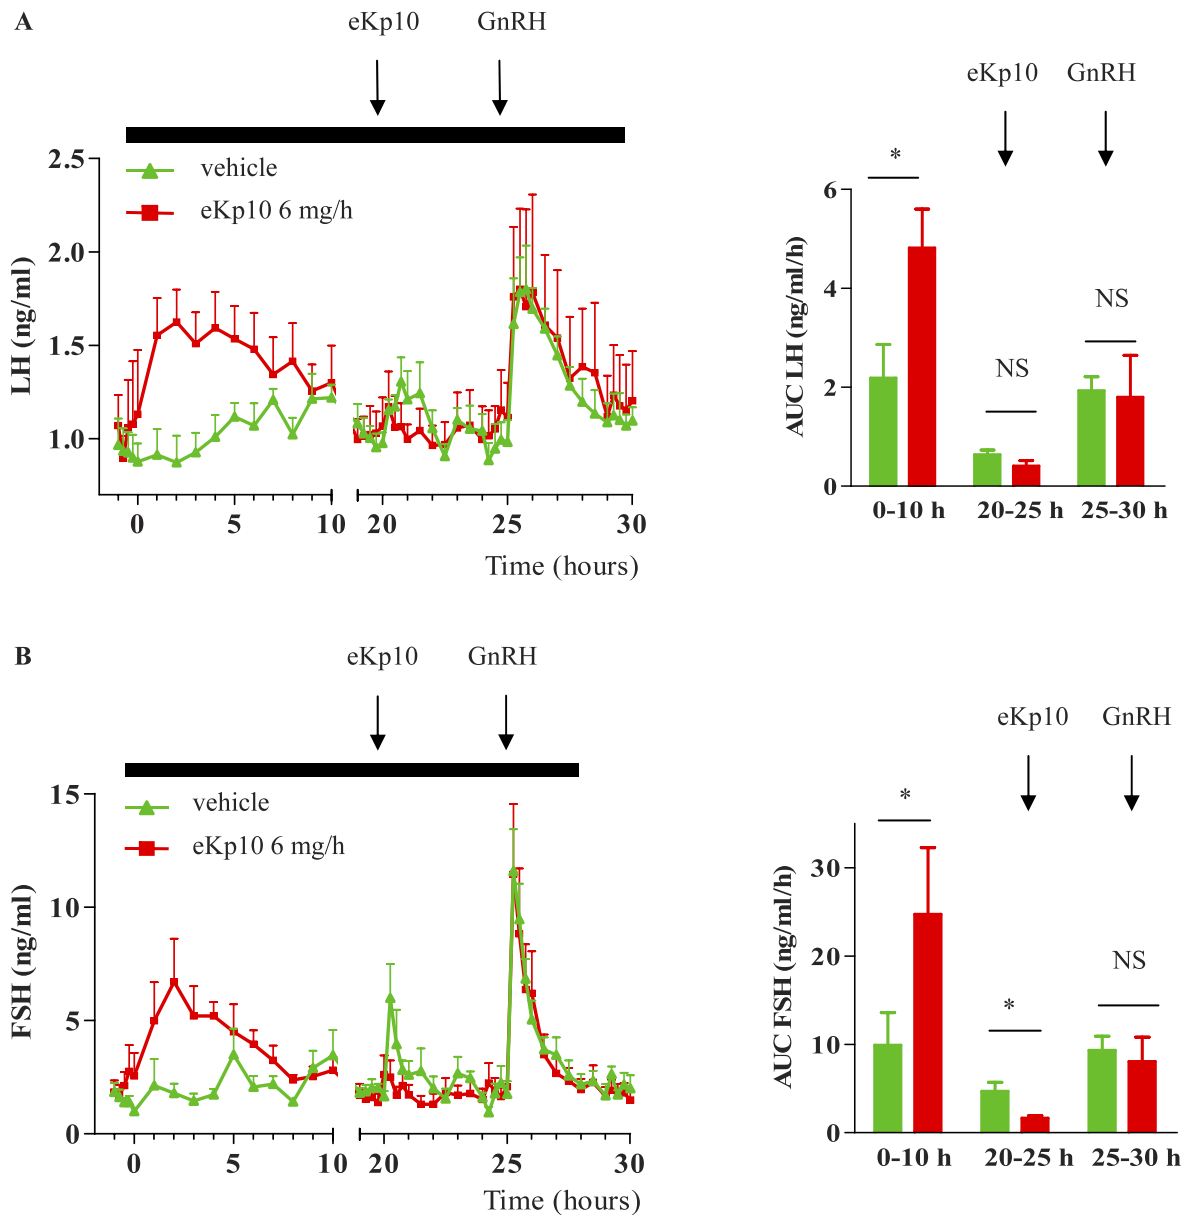 A
eKp10 GnRH
eKp10 GnRH
vehicle
eKp10 6 mg/h
2.5
2.0
1.5
1.0
LH (ng/ml)
0 5 10 20 25 30
Time (hours)
*
NS
NS
6
4
2
0
AUC LH (ng/ml/h)
0-10 h 20-25 h 25-30 h
B
eKp10 GnRH
eKp10 GnRH
vehicle
eKp10 6 mg/h
15
10
5
0
FSH (ng/ml)
0 5 10 20 25 30
Time (hours)
*
*
NS
30
20
10
0
AUC FSH (ng/ml/h)
0-10 h 20-25 h 25-30 h